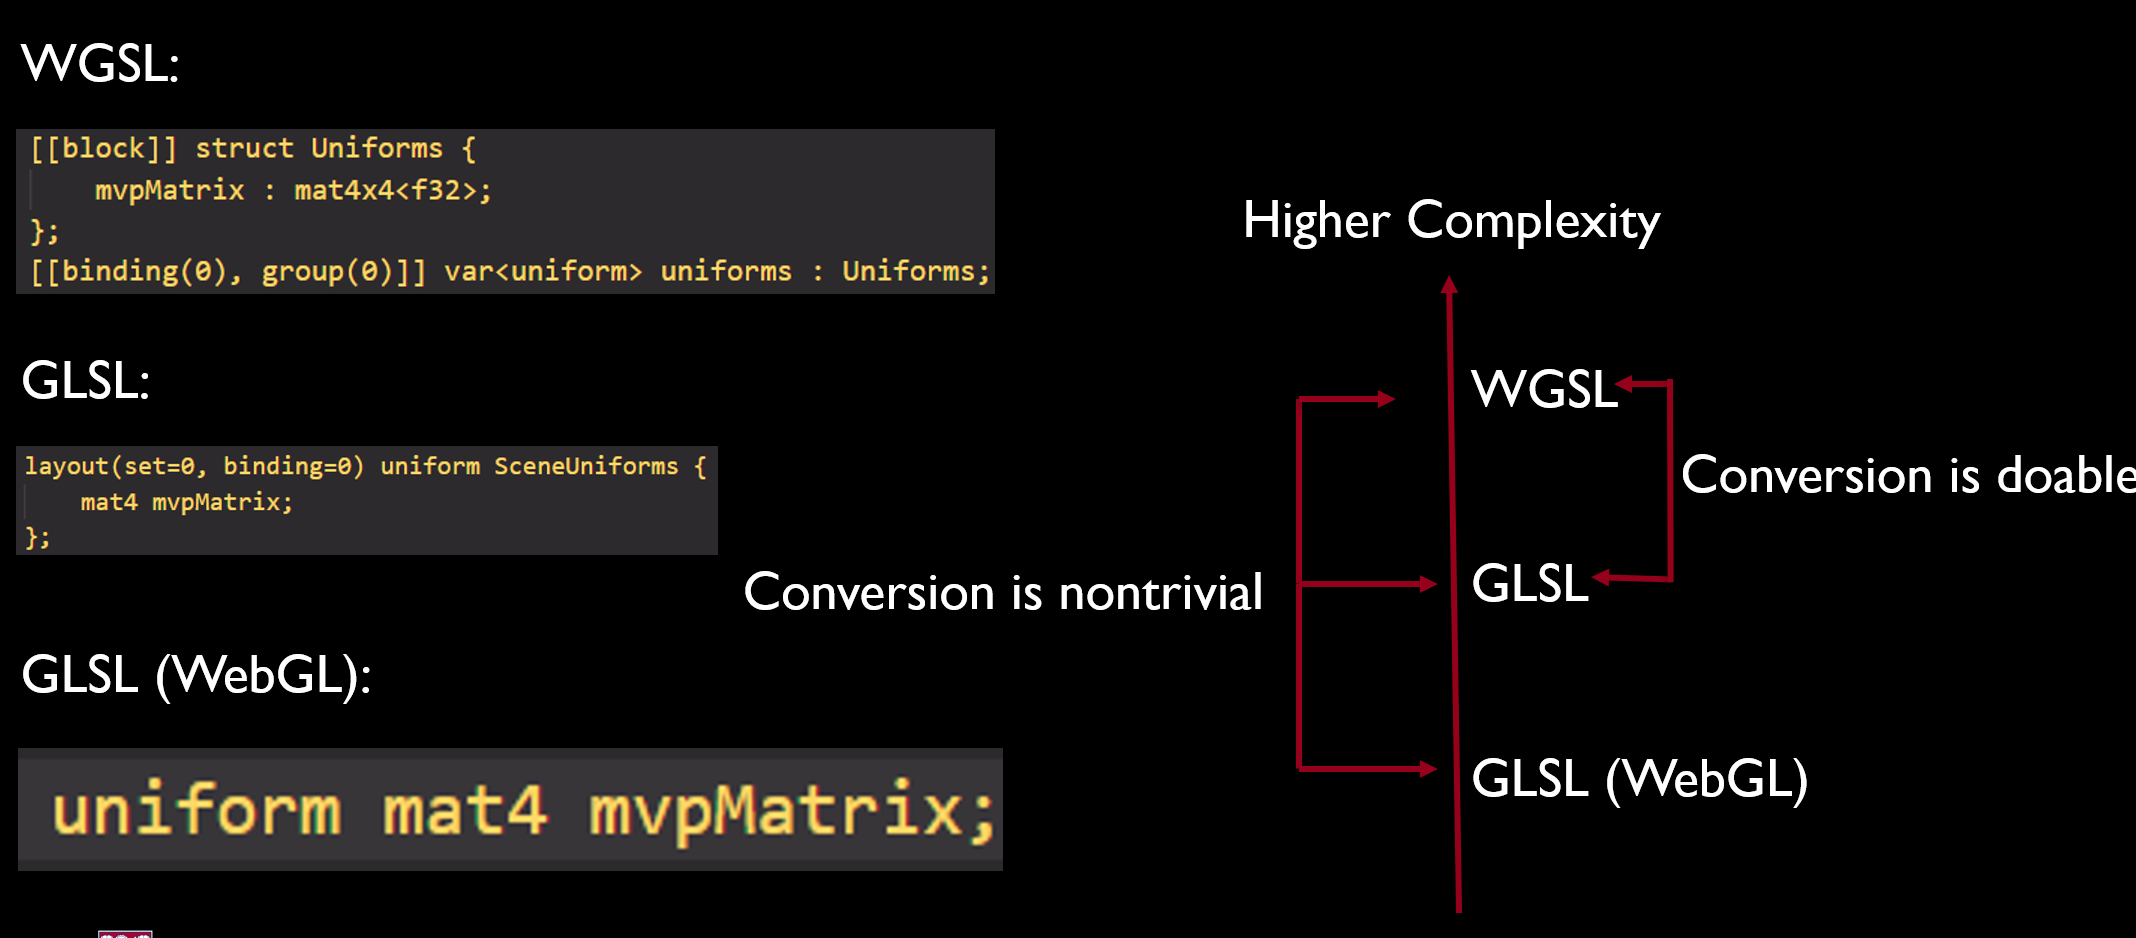 WGSL:
[[block]] struct Uniforms {
mvpMatrix : mat4x4<f32>;
};
[[binding(0), group(0)]] var<uniform> uniforms : Uniforms;
GLSL:
layout(set=0, binding=0) uniform SceneUniforms {
mat4 mvpMatrix;
};
GLSL (WebGL):
uniform mat4 mvpMatrix;
Higher Complexity
WGSL
Conversion is doable
GLSL
Conversion is nontrivial
GLSL (WebGL)